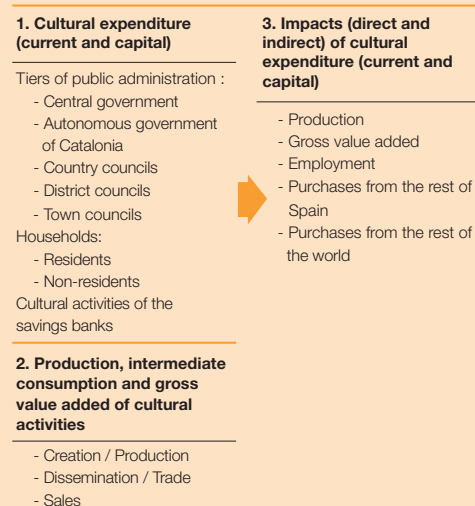 1. Cultural expenditure
(current and capital)
Tiers of public administration :
- Central government
- Autonomous government
of Catalonia
- Country councils
- District councils
- Town councils
Households:
- Residents
- Non-residents
Cultural activities of the
savings banks
2. Production, intermediate
consumption and gross
value added of cultural
activities
- Creation / Production
- Dissemination / Trade
- Sales
3. Impacts (direct and
indirect) of cultural
expenditure (current and
capital)
- Production
- Gross value added
- Employment
- Purchases from the rest of
Spain
- Purchases from the rest of
the world